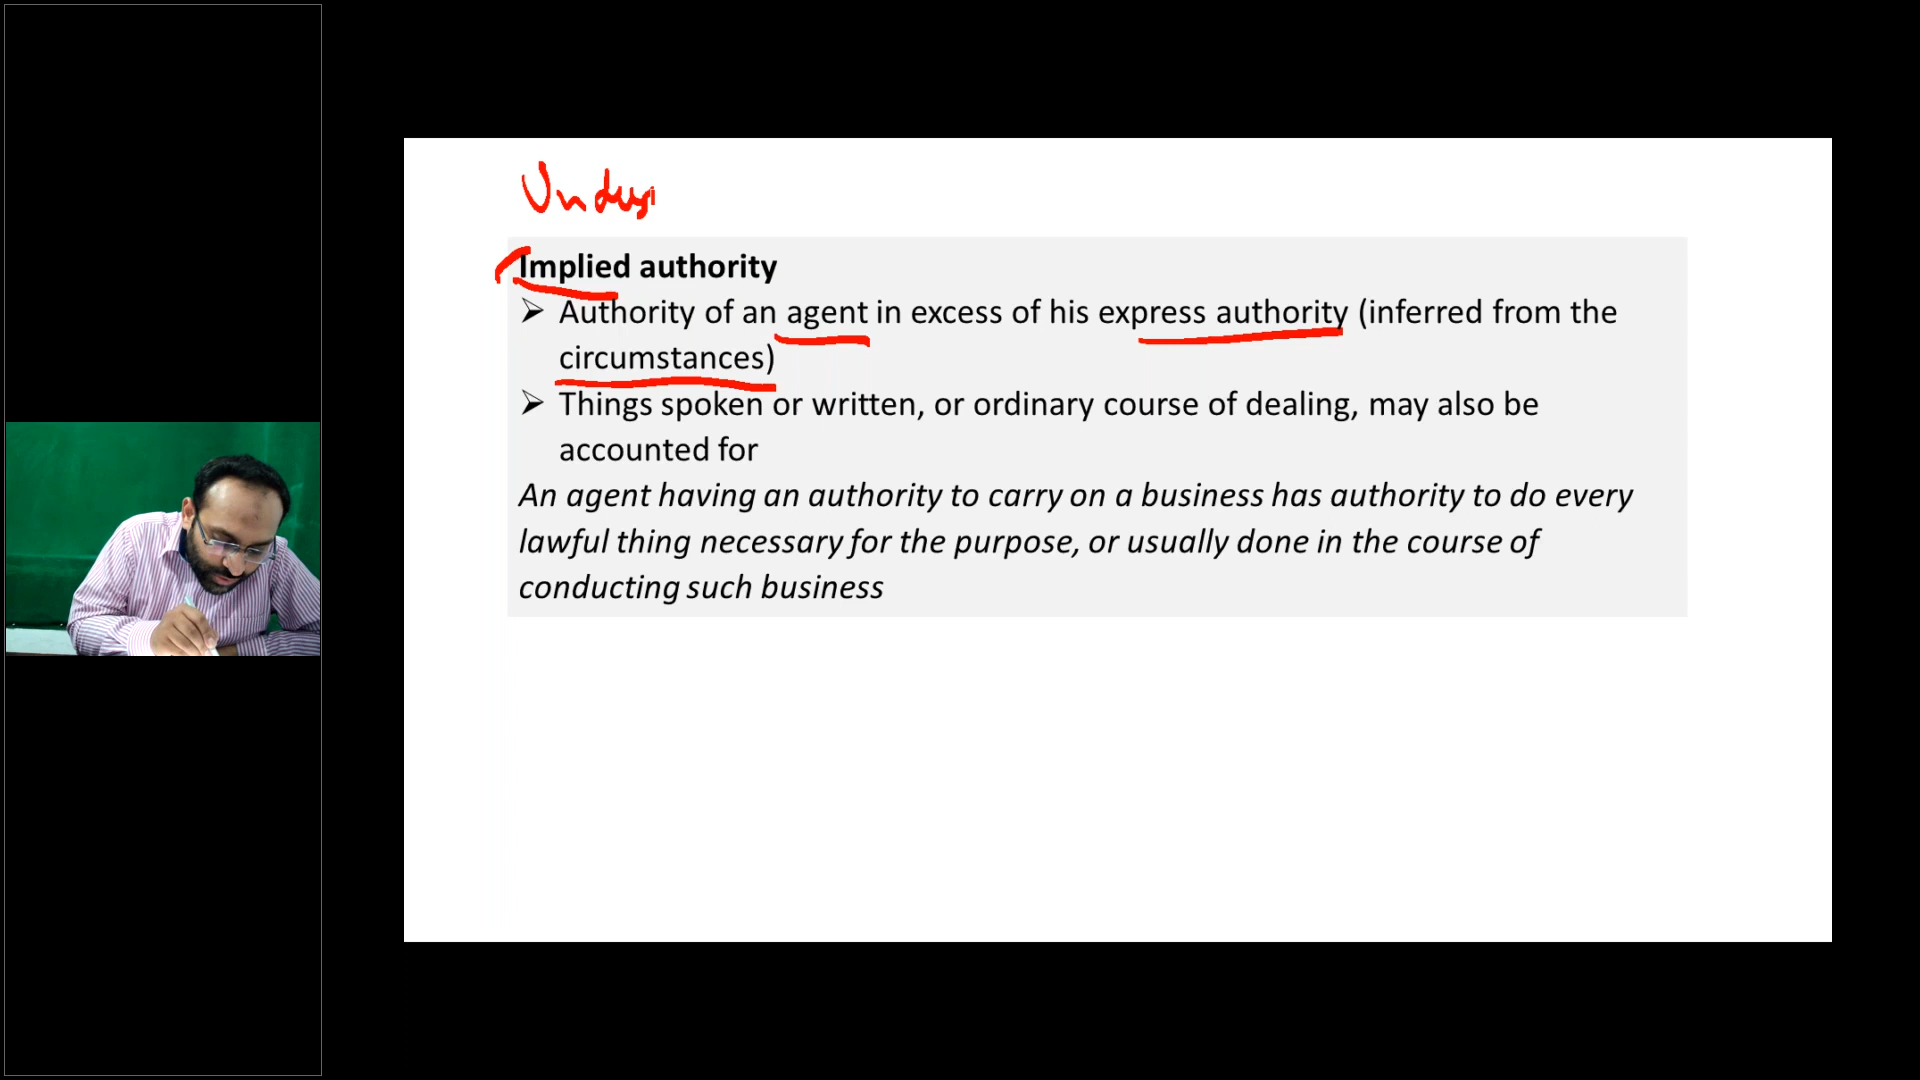 Implied authority
➢ Authority of an agent in excess of his express authority (inferred from the
circumstances)
➢ Things spoken or written, or ordinary course of dealing, may also be
accounted for
An agent having an authority to carry on a business has authority to do every
lawful thing necessary for the purpose, or usually done in the course of
conducting such business